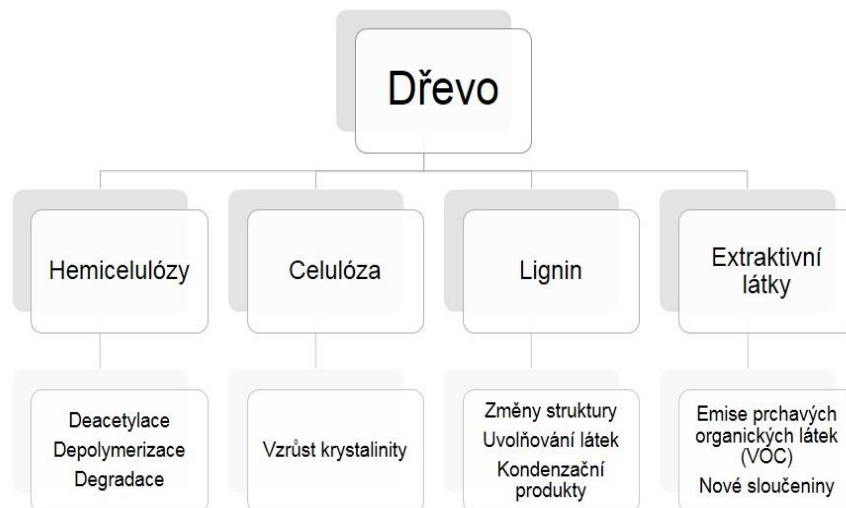 Dřevo
Hemicelulózy
Celulóza
Lignin
Extraktivní
látky
Deacetylace
Depolymerizace
Degradace
Vzrůst krystalinity
Změny struktury
Uvolňování látek
Kondenzační
produkty
Emise prchavých
organických látek
(VOC)
Nové sloučeniny